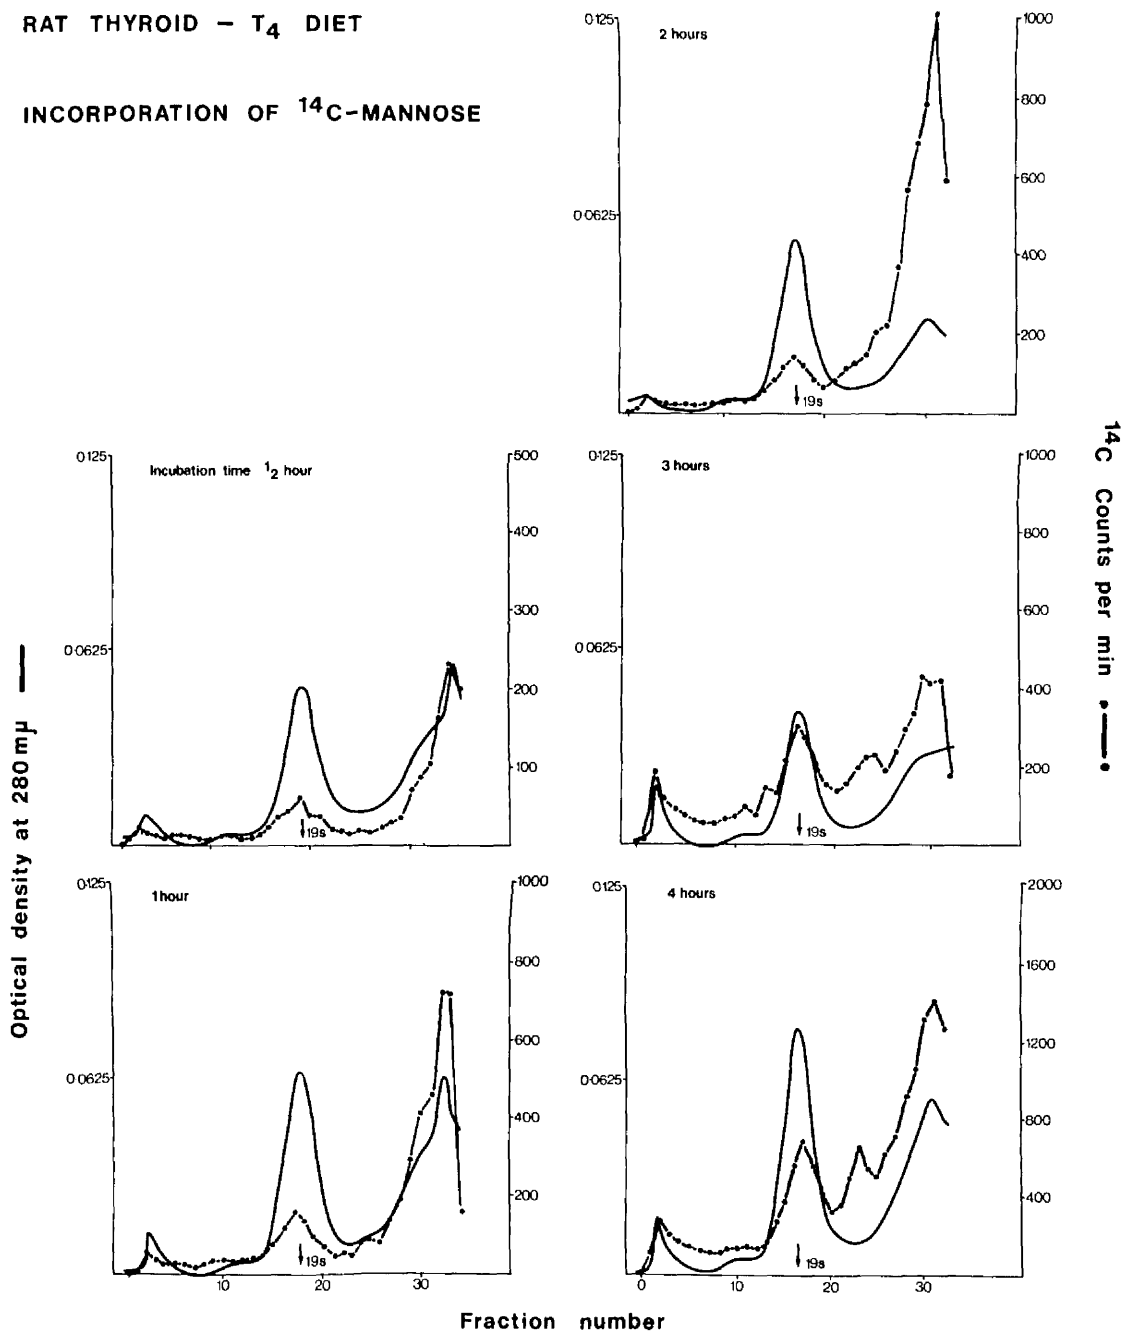 RAT THYROID – T4 DIET
INCORPORATION OF 14C–MANNOSE
2 hours
0·125
0·0625
1000
800
600
400
200
19s
Incubation time 1/2 hour
0·125
0·0625
500
400
300
200
100
19s
3 hours
0·125
0·0625
1000
800
600
400
200
19s
1 hour
0·125
0·0625
1000
800
600
400
200
19s
10
20
30
4 hours
0·125
0·0625
2000
1600
1200
800
400
19s
0
10
20
30
Optical density at 280 mμ
14C Counts per min
Fraction number